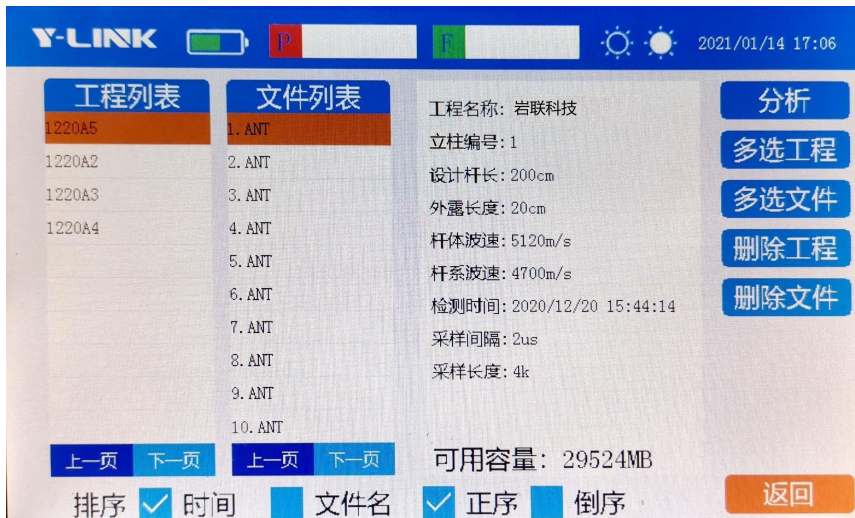 Y-LINK
P
F
2021/01/14 17:06
工程列表
1220A5
1220A2
1220A3
1220A4
上一页 下一页
文件列表
1.ANT
2.ANT
3.ANT
4.ANT
5.ANT
6.ANT
7.ANT
8.ANT
9.ANT
10.ANT
上一页 下一页
工程名称: 岩联科技
立柱编号:1
设计杆长:200cm
外露长度:20cm
杆体波速:5120m/s
杆系波速:4700m/s
检测时间:2020/12/20 15:44:14
采样间隔:2us
采样长度:4k
可用容量: 29524MB
分析
多选工程
多选文件
删除工程
删除文件
排序 时间 文件名 正序 倒序
返回